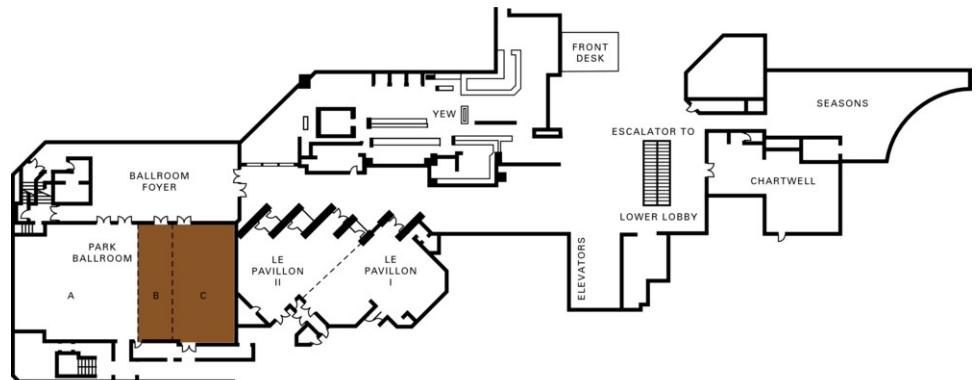 FRONT
DESK
SEASONS
YEW
ESCALATOR TO
BALLROOM
FOYER
CHARTWELL
LOWER LOBBY
PARK
BALLROOM
LE
PAVILLON
II
LE
PAVILLON
I
ELEVATORS
A
B
C